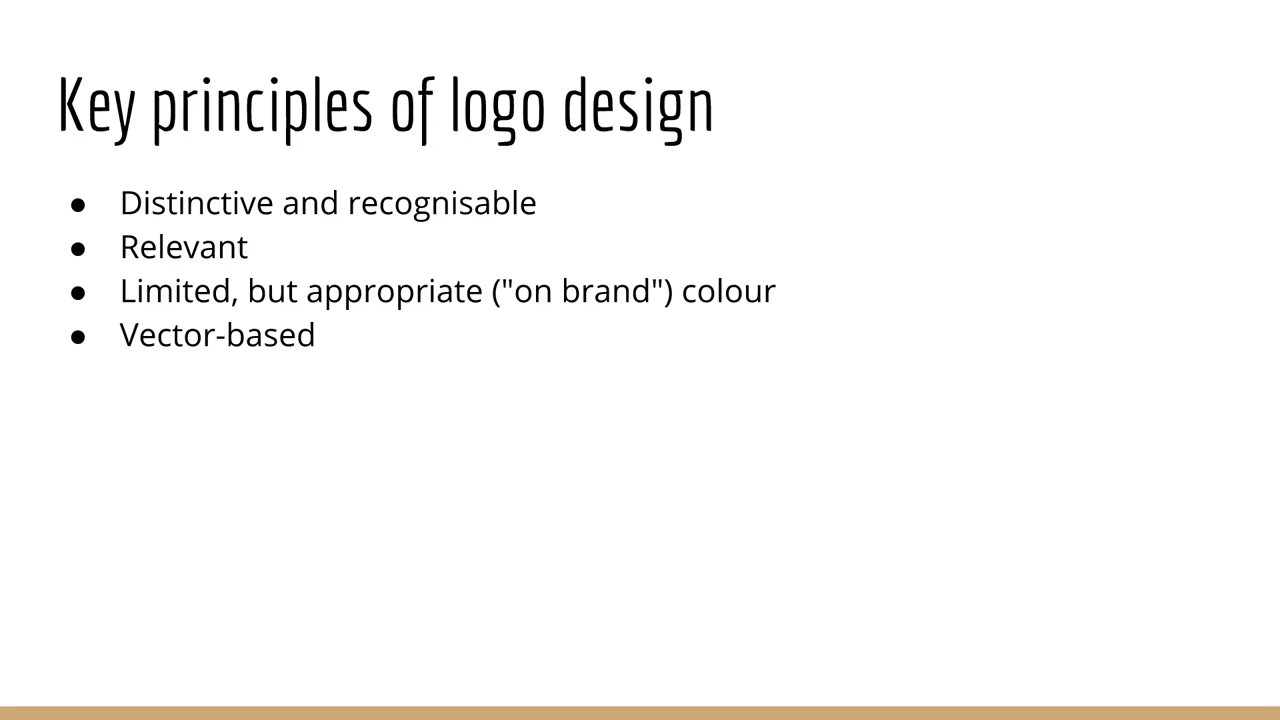 Key principles of logo design
● Distinctive and recognisable
● Relevant
● Limited, but appropriate ("on brand") colour
● Vector-based